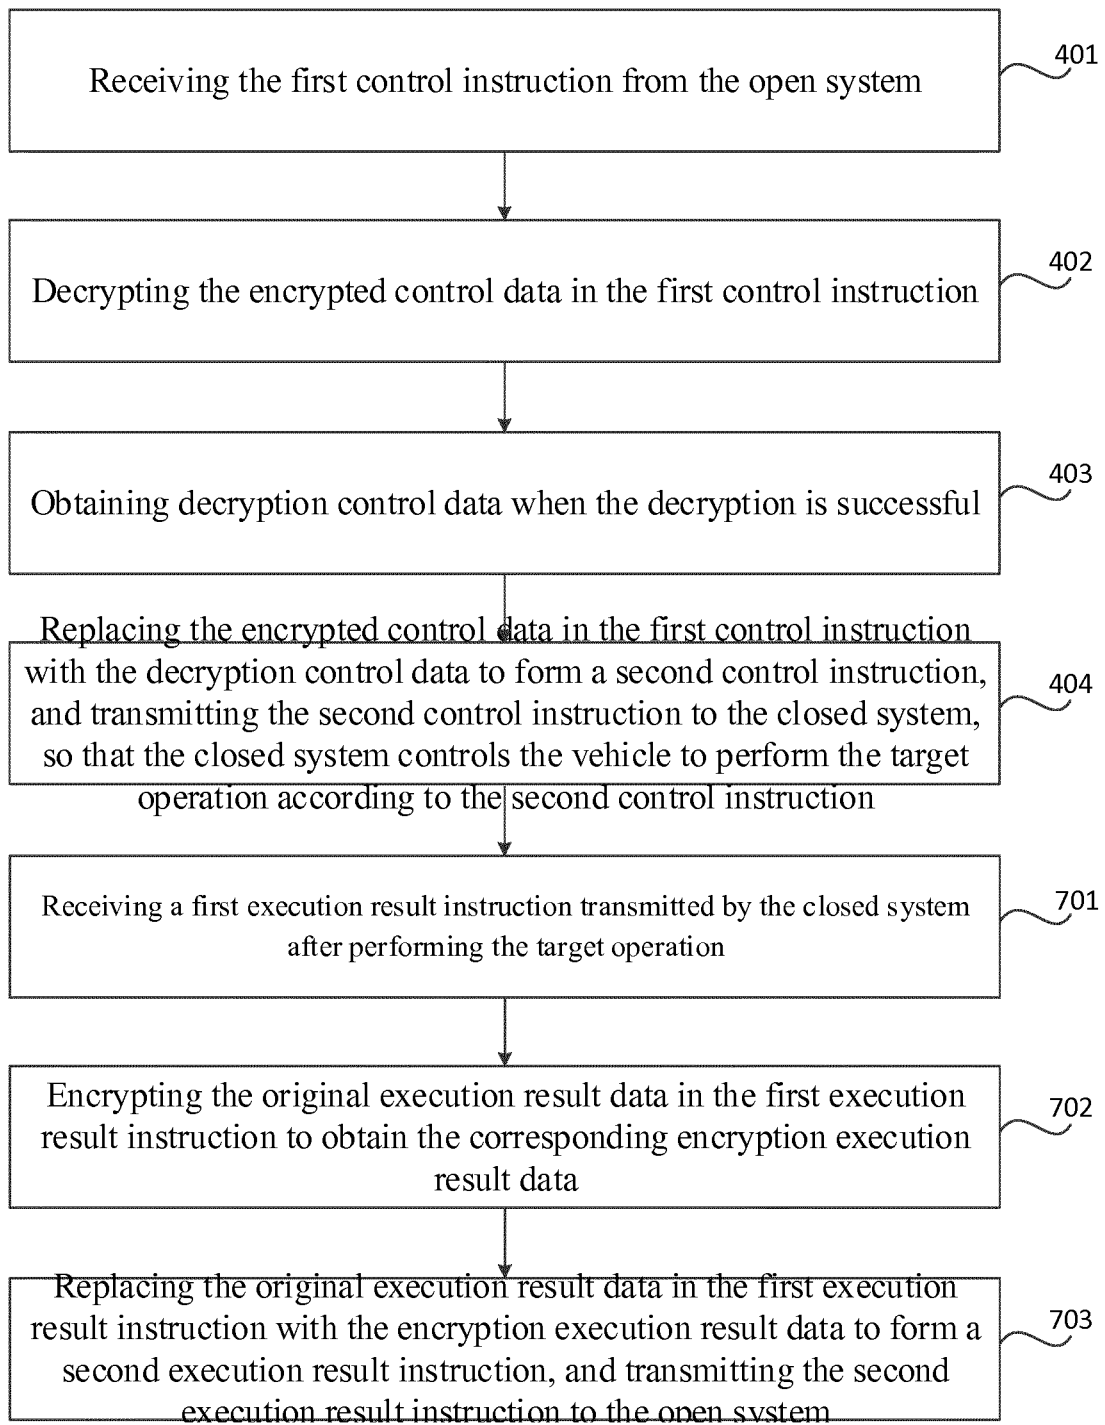 Receiving the first control instruction from the open system
401
Decrypting the encrypted control data in the first control instruction
402
Obtaining decryption control data when the decryption is successful
403
Replacing the encrypted control data in the first control instruction
with the decryption control data to form a second control instruction,
and transmitting the second control instruction to the closed system,
so that the closed system controls the vehicle to perform the target
operation according to the second control instruction
404
Receiving a first execution result instruction transmitted by the closed system
after performing the target operation
701
Encrypting the original execution result data in the first execution
result instruction to obtain the corresponding encryption execution
result data
702
Replacing the original execution result data in the first execution
result instruction with the encryption execution result data to form a
second execution result instruction, and transmitting the second
execution result instruction to the open system
703